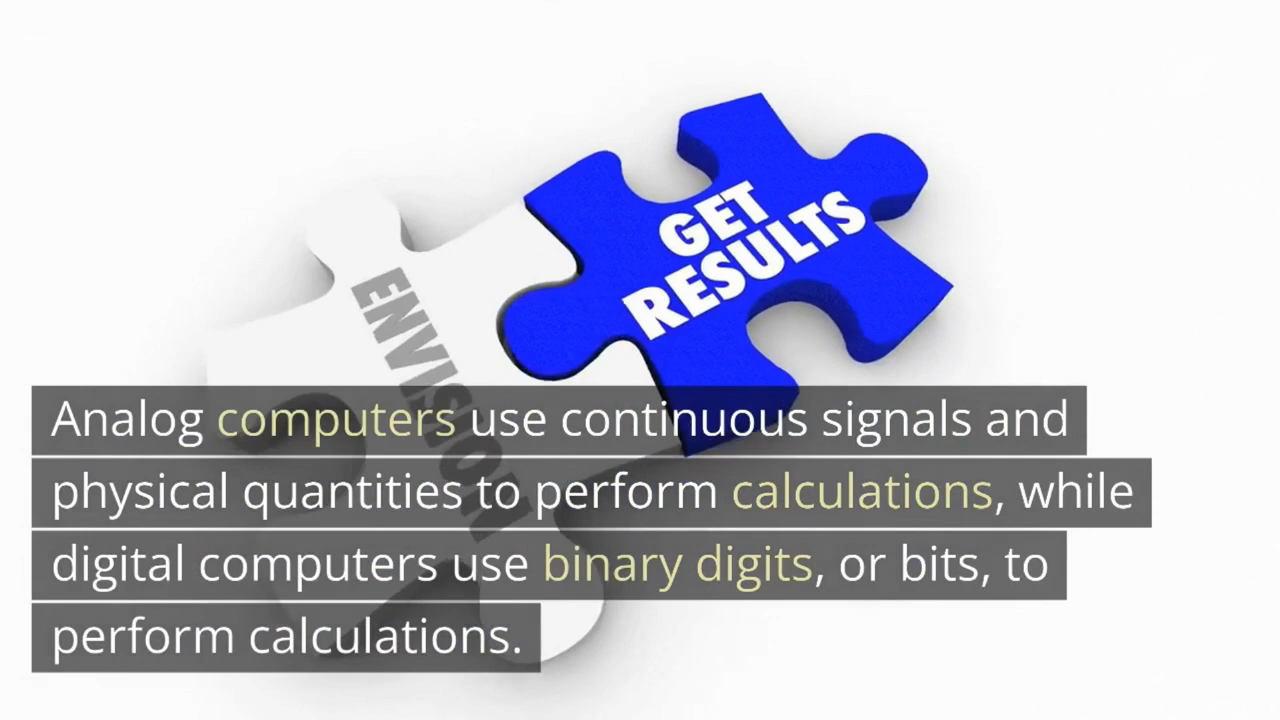 GET
RESULTS
ENVISION
Analog computers use continuous signals and
physical quantities to perform calculations, while
digital computers use binary digits, or bits, to
perform calculations.